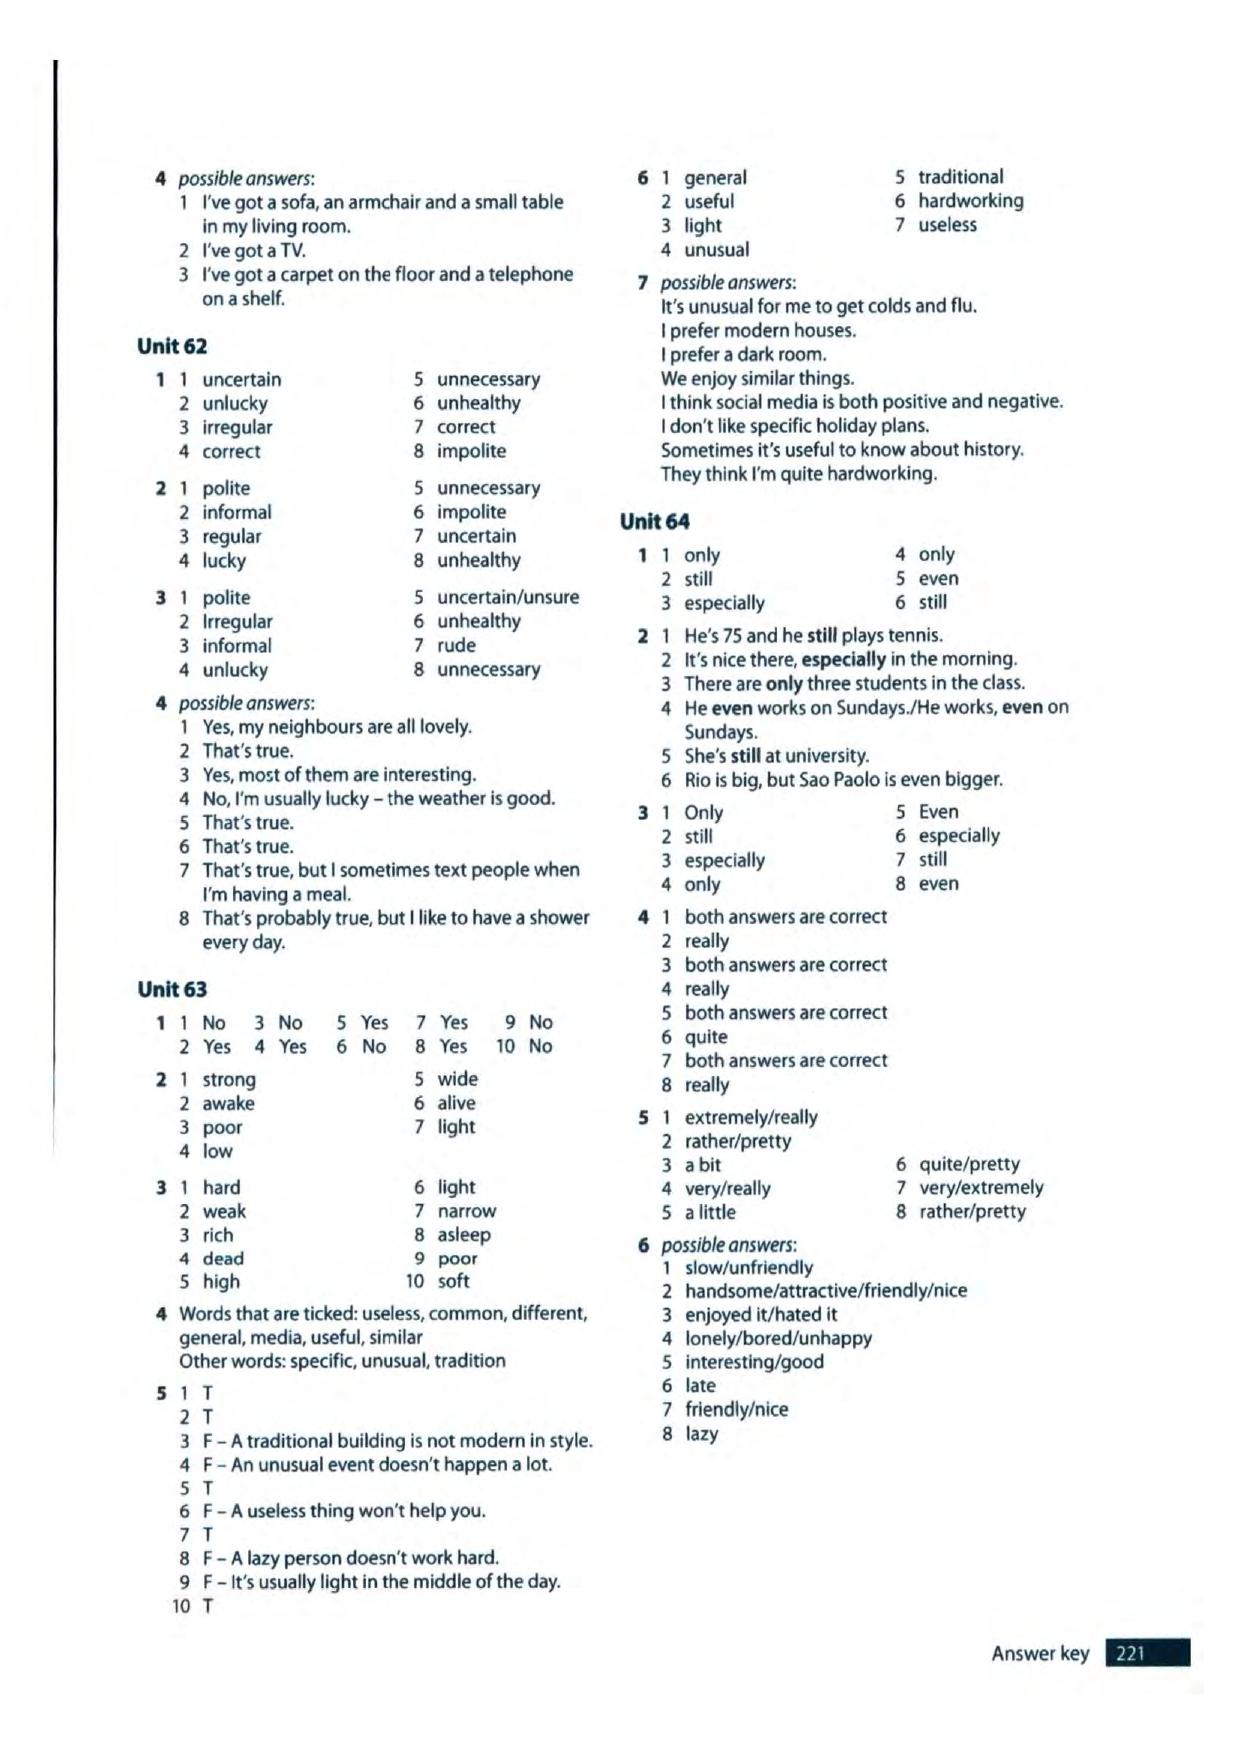 4 possible answers:
1 I've got a sofa, an armchair and a small table
in my living room.
2 I've got a TV.
3 I've got a carpet on the floor and a telephone
on a shelf.
Unit 62
1 1 uncertain 5 unnecessary
2 unlucky 6 unhealthy
3 irregular 7 correct
4 correct 8 impolite
2 1 polite 5 unnecessary
2 informal 6 impolite
3 regular 7 uncertain
4 lucky 8 unhealthy
3 1 polite 5 uncertain/unsure
2 Irregular 6 unhealthy
3 informal 7 rude
4 unlucky 8 unnecessary
4 possible answers:
1 Yes, my neighbours are all lovely.
2 That's true.
3 Yes, most of them are interesting.
4 No, I'm usually lucky – the weather is good.
5 That's true.
6 That's true.
7 That's true, but I sometimes text people when
I'm having a meal.
8 That's probably true, but I like to have a shower
every day.
Unit 63
1 1 No 3 No 5 Yes 7 Yes 9 No
2 Yes 4 Yes 6 No 8 Yes 10 No
2 1 strong 5 wide
2 awake 6 alive
3 poor 7 light
4 low
3 1 hard 6 light
2 weak 7 narrow
3 rich 8 asleep
4 dead 9 poor
5 high 10 soft
4 Words that are ticked: useless, common, different,
general, media, useful, similar
Other words: specific, unusual, tradition
5 1 T
2 T
3 F – A traditional building is not modern in style.
4 F – An unusual event doesn't happen a lot.
5 T
6 F – A useless thing won't help you.
7 T
8 F – A lazy person doesn't work hard.
9 F – It's usually light in the middle of the day.
10 T
6 1 general 5 traditional
2 useful 6 hardworking
3 light 7 useless
4 unusual
7 possible answers:
It's unusual for me to get colds and flu.
I prefer modern houses.
I prefer a dark room.
We enjoy similar things.
I think social media is both positive and negative.
I don't like specific holiday plans.
Sometimes it's useful to know about history.
They think I'm quite hardworking.
Unit 64
1 1 only 4 only
2 still 5 even
3 especially 6 still
2 1 He's 75 and he still plays tennis.
2 It's nice there, especially in the morning.
3 There are only three students in the class.
4 He even works on Sundays./He works, even on
Sundays.
5 She's still at university.
6 Rio is big, but Sao Paolo is even bigger.
3 1 Only 5 Even
2 still 6 especially
3 especially 7 still
4 only 8 even
4 1 both answers are correct
2 really
3 both answers are correct
4 really
5 both answers are correct
6 quite
7 both answers are correct
8 really
5 1 extremely/really
2 rather/pretty
3 a bit 6 quite/pretty
4 very/really 7 very/extremely
5 a little 8 rather/pretty
6 possible answers:
1 slow/unfriendly
2 handsome/attractive/friendly/nice
3 enjoyed it/hated it
4 lonely/bored/unhappy
5 interesting/good
6 late
7 friendly/nice
8 lazy
Answer key 221